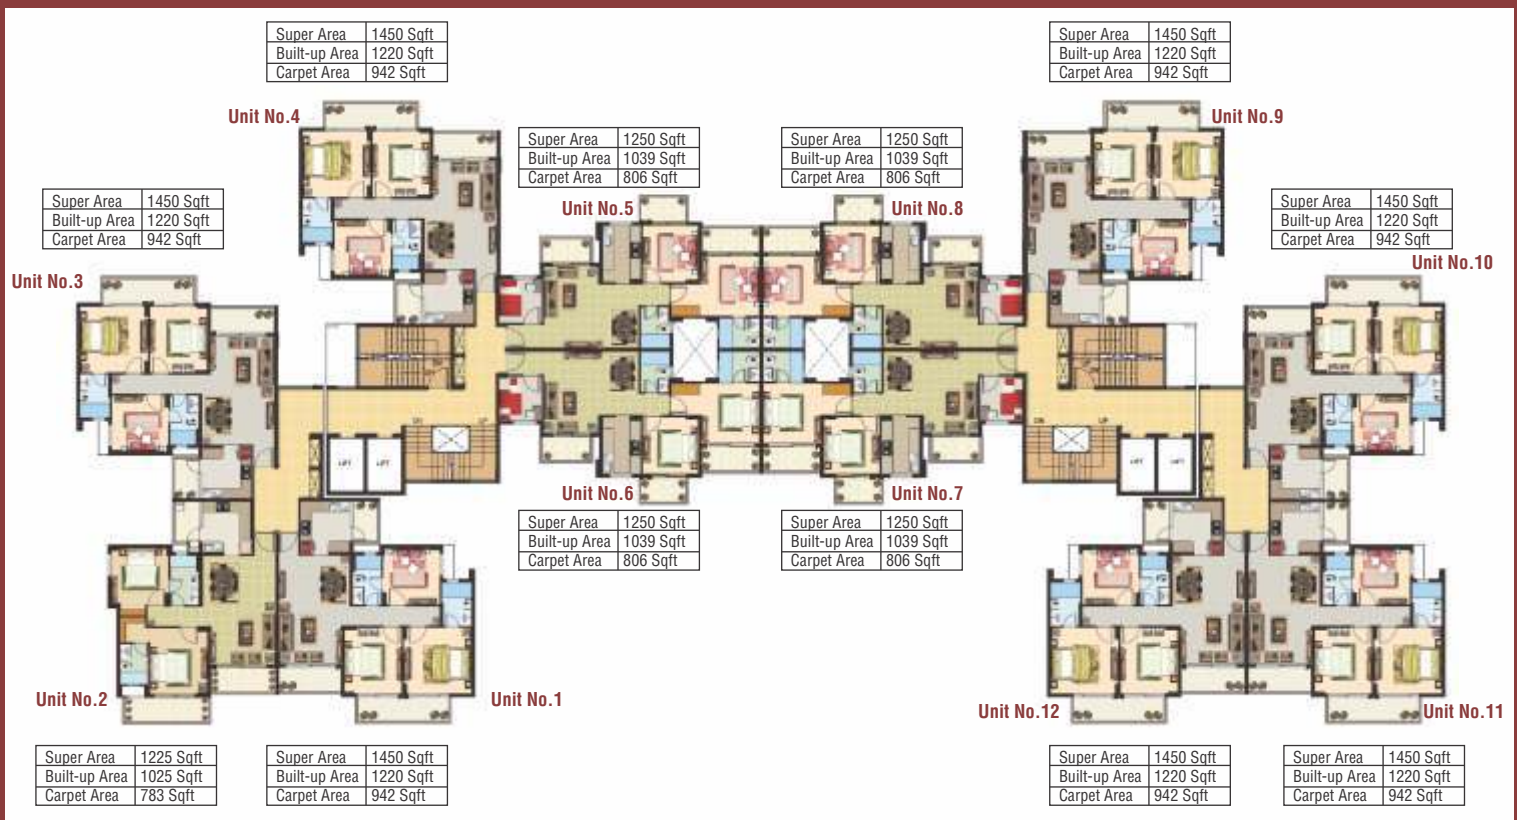 Super Area 1450 Sqft
Built-up Area 1220 Sqft
Carpet Area 942 Sqft
Unit No.4
Super Area 1450 Sqft
Built-up Area 1220 Sqft
Carpet Area 942 Sqft
Unit No.9
Super Area 1250 Sqft
Built-up Area 1039 Sqft
Carpet Area 806 Sqft
Unit No.5
Super Area 1250 Sqft
Built-up Area 1039 Sqft
Carpet Area 806 Sqft
Unit No.8
Super Area 1450 Sqft
Built-up Area 1220 Sqft
Carpet Area 942 Sqft
Unit No.3
Super Area 1450 Sqft
Built-up Area 1220 Sqft
Carpet Area 942 Sqft
Unit No.10
UP
DN
UP
LIFT
LIFT
LIFT
LIFT
Unit No.6
Super Area 1250 Sqft
Built-up Area 1039 Sqft
Carpet Area 806 Sqft
Unit No.7
Super Area 1250 Sqft
Built-up Area 1039 Sqft
Carpet Area 806 Sqft
Unit No.2
Super Area 1225 Sqft
Built-up Area 1025 Sqft
Carpet Area 783 Sqft
Unit No.1
Super Area 1450 Sqft
Built-up Area 1220 Sqft
Carpet Area 942 Sqft
Unit No.12
Super Area 1450 Sqft
Built-up Area 1220 Sqft
Carpet Area 942 Sqft
Unit No.11
Super Area 1450 Sqft
Built-up Area 1220 Sqft
Carpet Area 942 Sqft